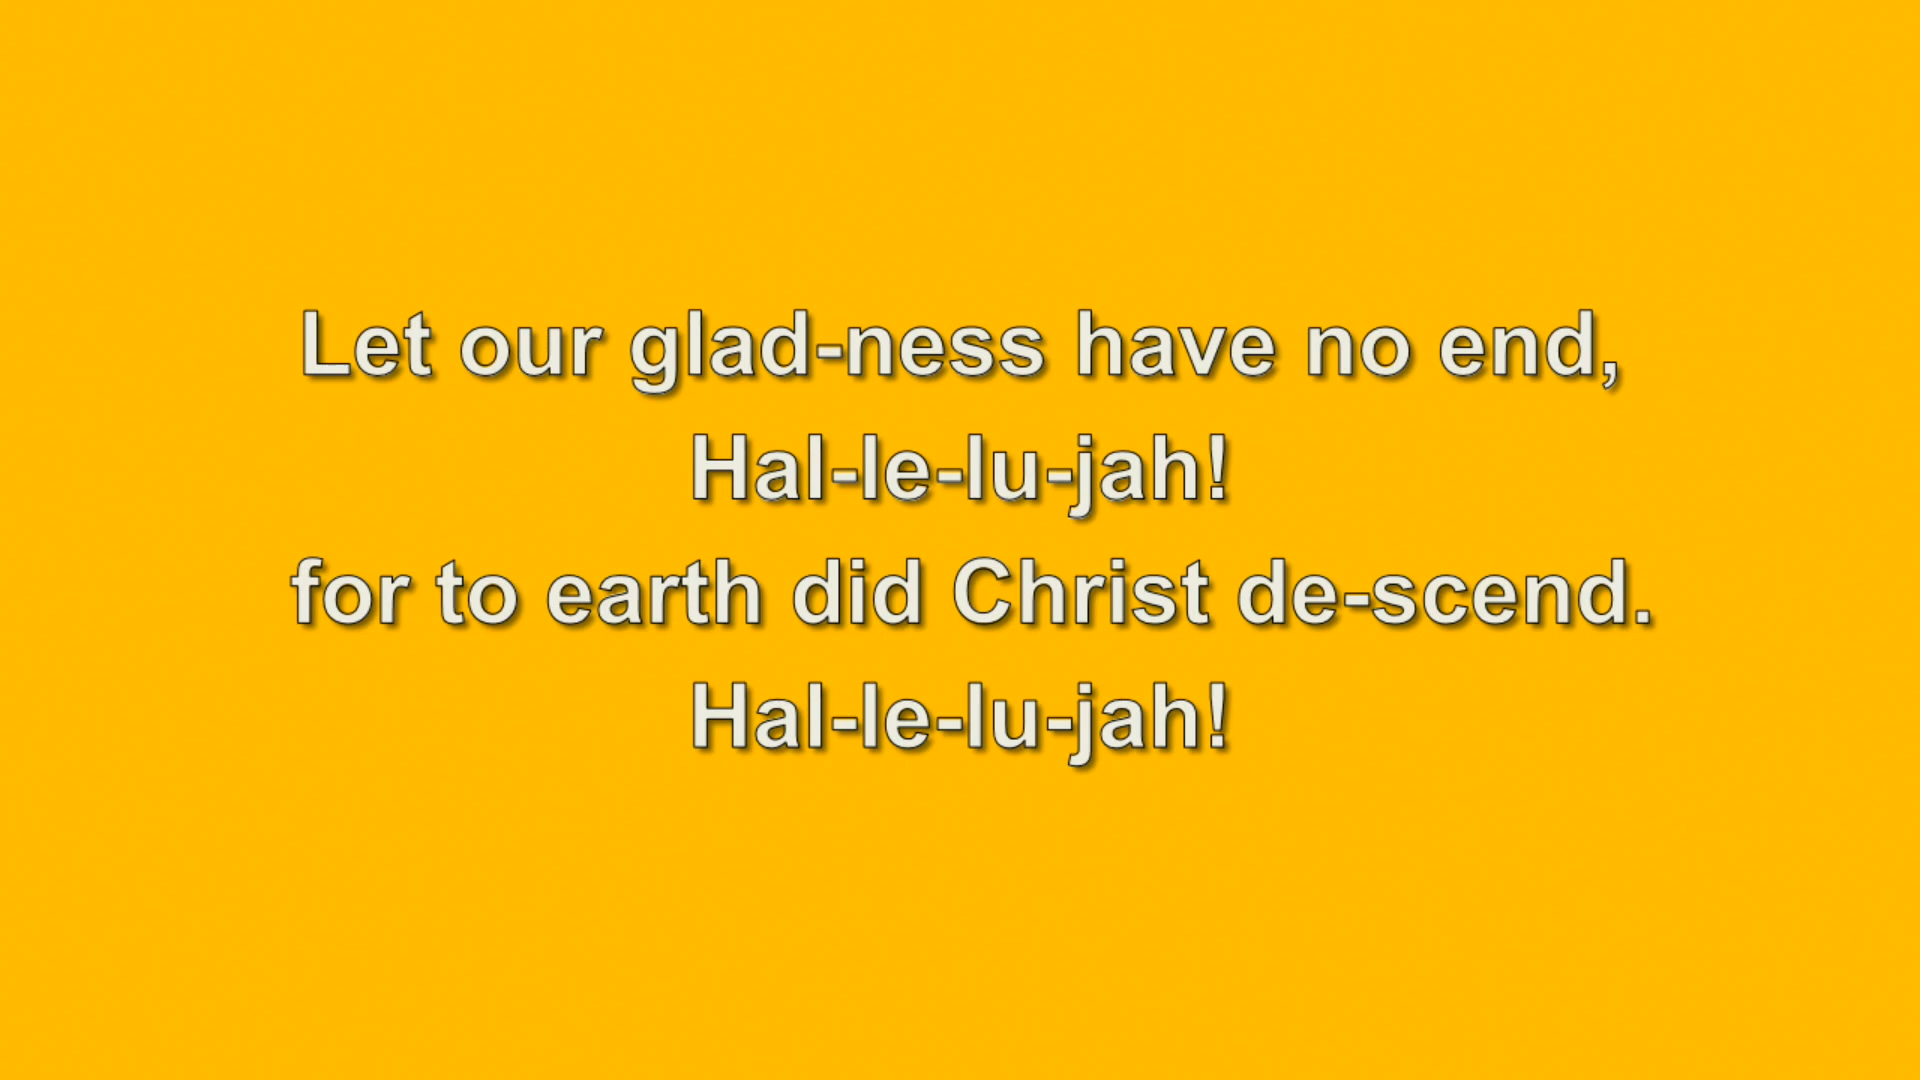 Let our glad-ness have no end,
Hal-le-lu-jah!
for to earth did Christ de-scend.
Hal-le-lu-jah!